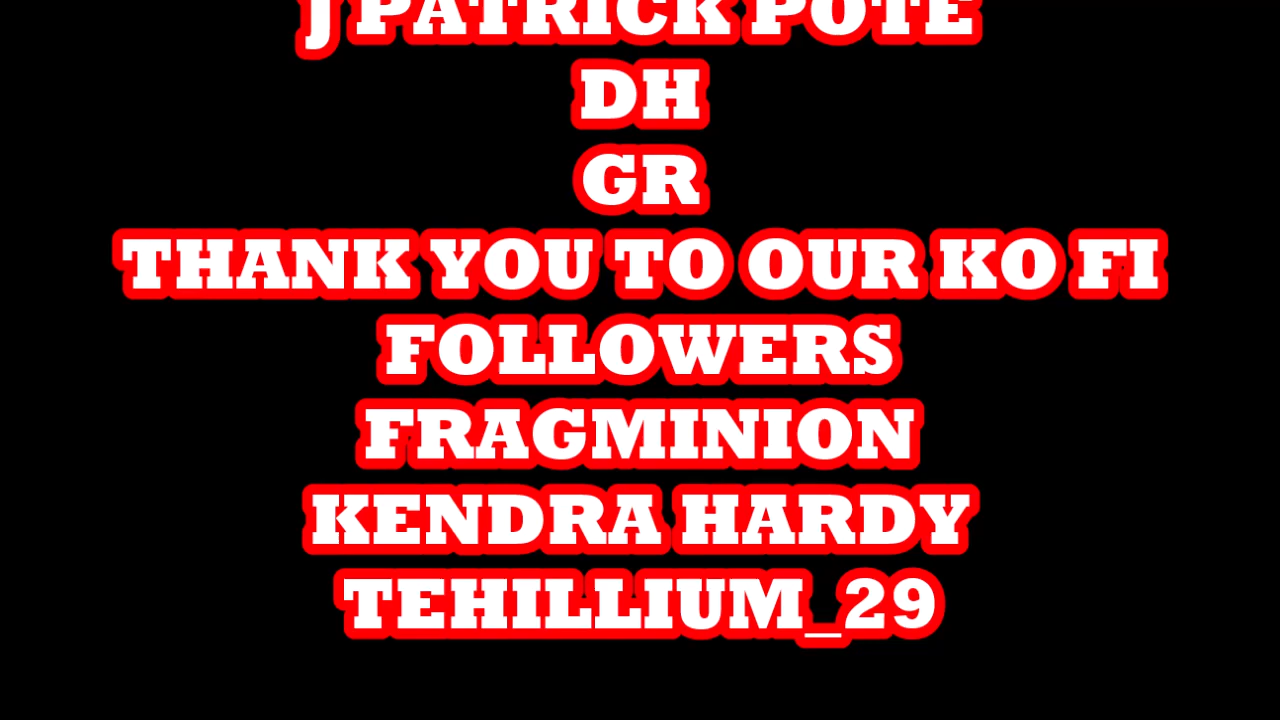 J PATRICK POTE
DH
GR
THANK YOU TO OUR KO FI
FOLLOWERS
FRAGMINION
KENDRA HARDY
TEHILLIUM_29